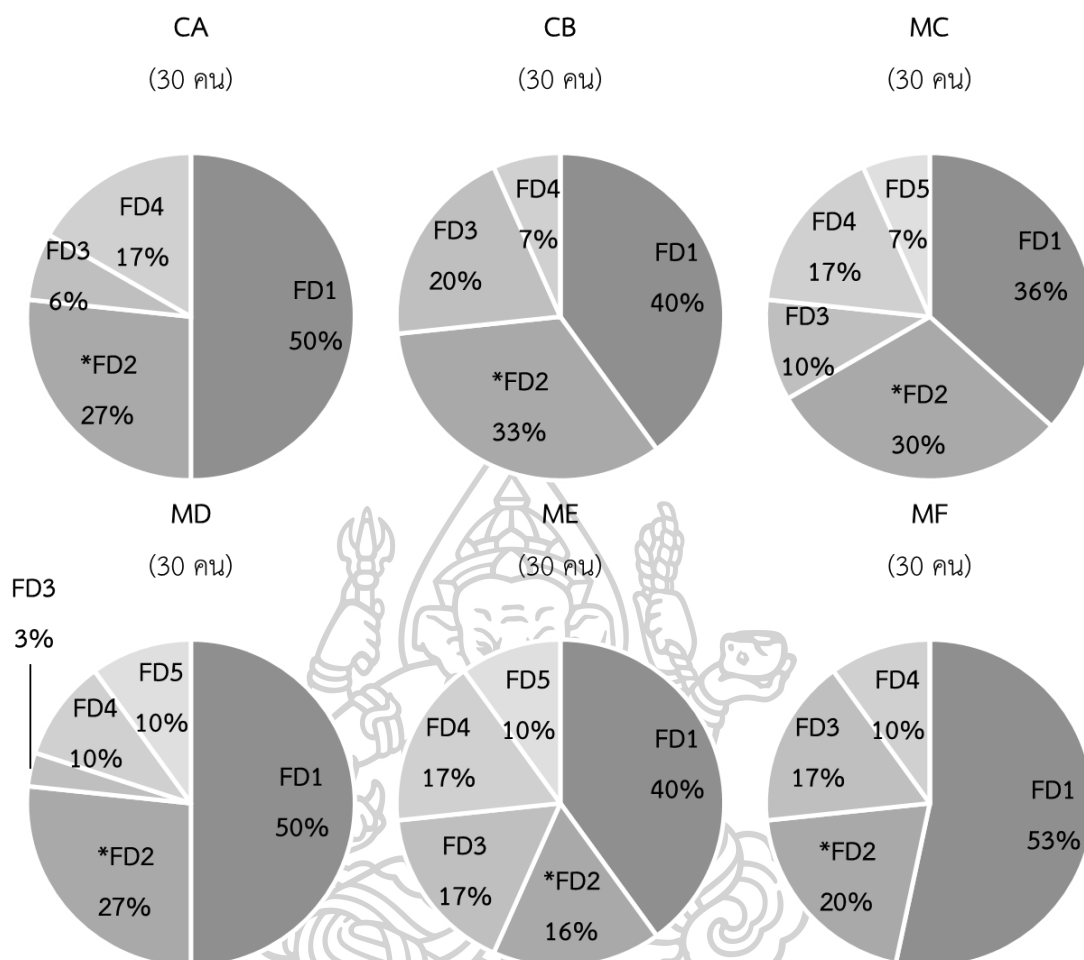 CA
(30 คน)
FD4
17%
FD3
6%
FD1
50%
*FD2
27%
CB
(30 คน)
FD4
7%
FD3
20%
FD1
40%
*FD2
33%
MC
(30 คน)
FD5
7%
FD4
17%
FD1
36%
FD3
10%
*FD2
30%
MD
(30 คน)
FD3
3%
FD5
10%
FD4
10%
FD1
50%
*FD2
27%
ME
(30 คน)
FD5
10%
FD4
17%
FD1
40%
FD3
17%
*FD2
16%
MF
(30 คน)
FD4
10%
FD3
17%
FD1
53%
*FD2
20%